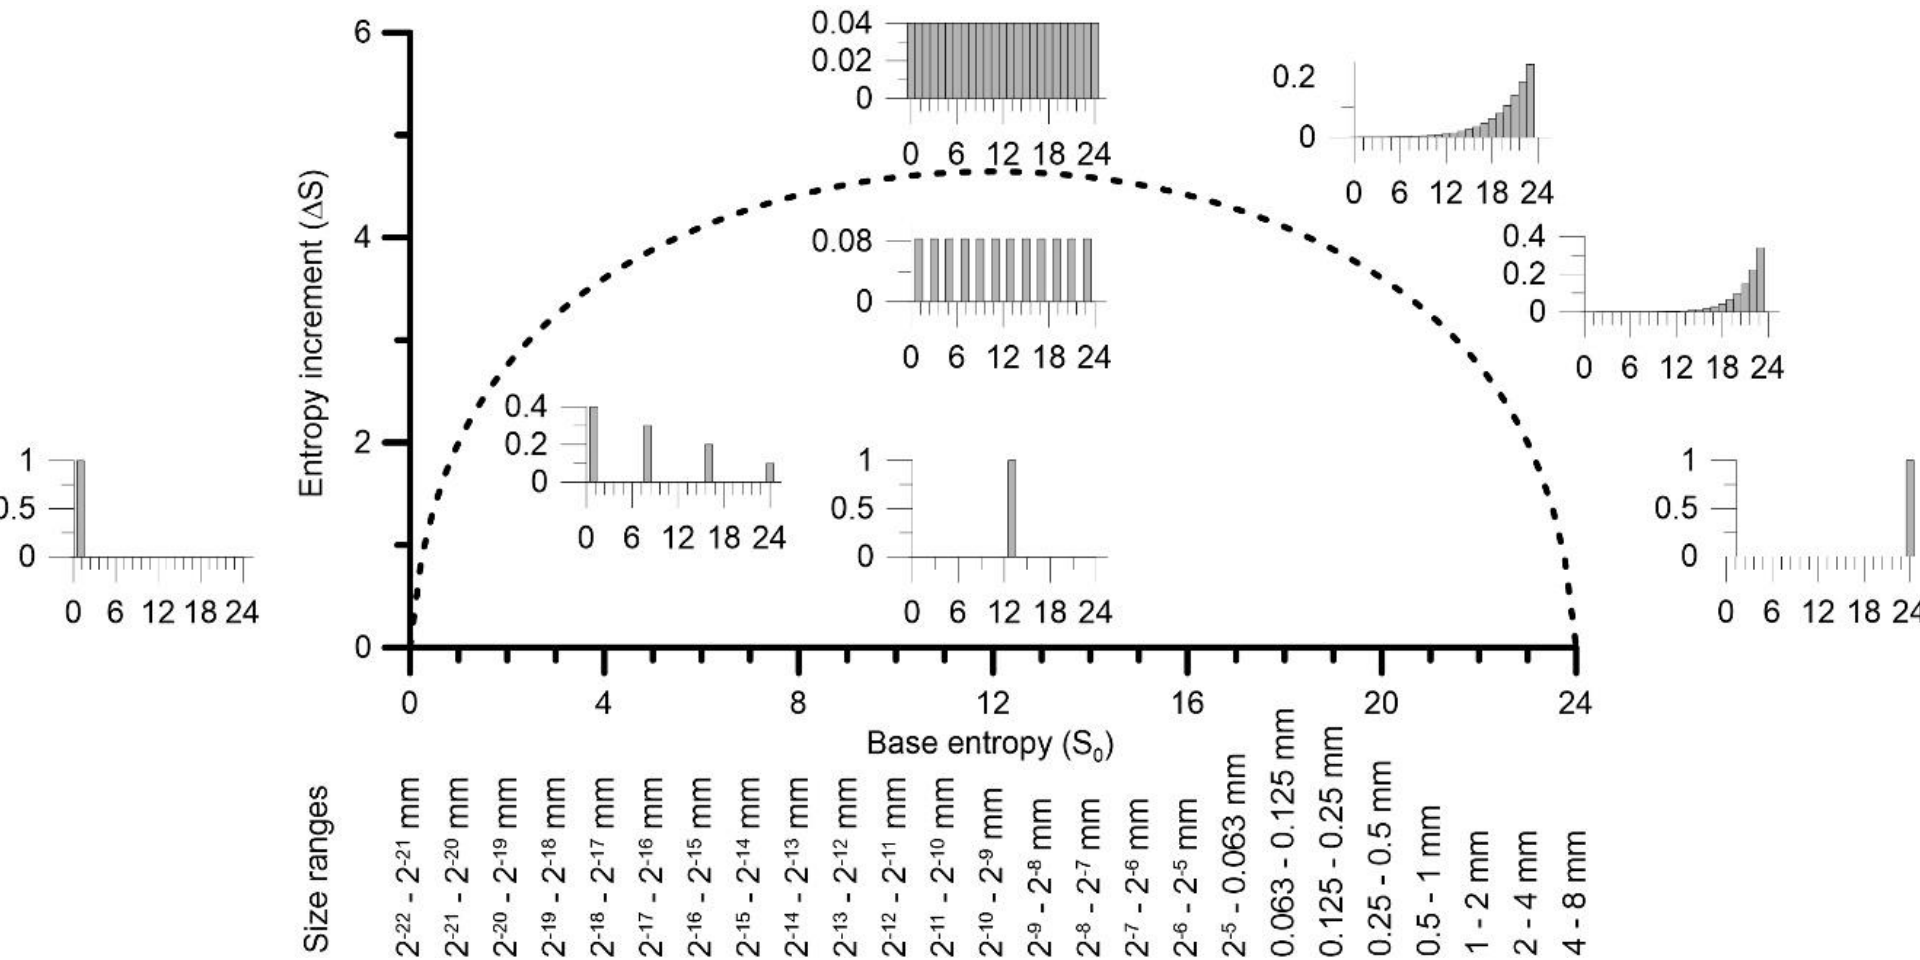 6
4
2
0
Entropy increment (ΔS)
0.04
0.02
0
0 6 12 18 24
0.2
0
0 6 12 18 24
0.08
0
0 6 12 18 24
0.4
0.2
0
0 6 12 18 24
0.4
0.2
0
0 6 12 18 24
1
0.5
0
0 6 12 18 24
1
0.5
0
0 6 12 18 24
1
0.5
0
0 6 12 18 24
0 4 8 12 16 20 24
Base entropy (S₀)
Size ranges
2⁻²² - 2⁻²¹ mm
2⁻²¹ - 2⁻²⁰ mm
2⁻²⁰ - 2⁻¹⁹ mm
2⁻¹⁹ - 2⁻¹⁸ mm
2⁻¹⁸ - 2⁻¹⁷ mm
2⁻¹⁷ - 2⁻¹⁶ mm
2⁻¹⁶ - 2⁻¹⁵ mm
2⁻¹⁵ - 2⁻¹⁴ mm
2⁻¹⁴ - 2⁻¹³ mm
2⁻¹³ - 2⁻¹² mm
2⁻¹² - 2⁻¹¹ mm
2⁻¹¹ - 2⁻¹⁰ mm
2⁻¹⁰ - 2⁻⁹ mm
2⁻⁹ - 2⁻⁸ mm
2⁻⁸ - 2⁻⁷ mm
2⁻⁷ - 2⁻⁶ mm
2⁻⁶ - 2⁻⁵ mm
2⁻⁵ - 0.063 mm
0.063 - 0.125 mm
0.125 - 0.25 mm
0.25 - 0.5 mm
0.5 - 1 mm
1 - 2 mm
2 - 4 mm
4 - 8 mm